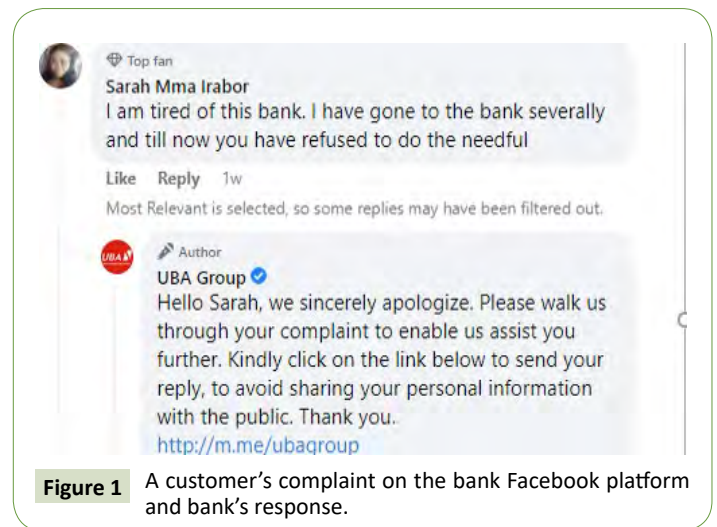 Top fan
Sarah Mma Irabor
I am tired of this bank. I have gone to the bank severally
and till now you have refused to do the needful
Like Reply 1w
Most Relevant is selected, so some replies may have been filtered out.
UBA
Author
UBA Group
Hello Sarah, we sincerely apologize. Please walk us
through your complaint to enable us assist you
further. Kindly click on the link below to send your
reply, to avoid sharing your personal information
with the public. Thank you.
http://m.me/ubagroup
Figure 1 A customer’s complaint on the bank Facebook platform
and bank’s response.